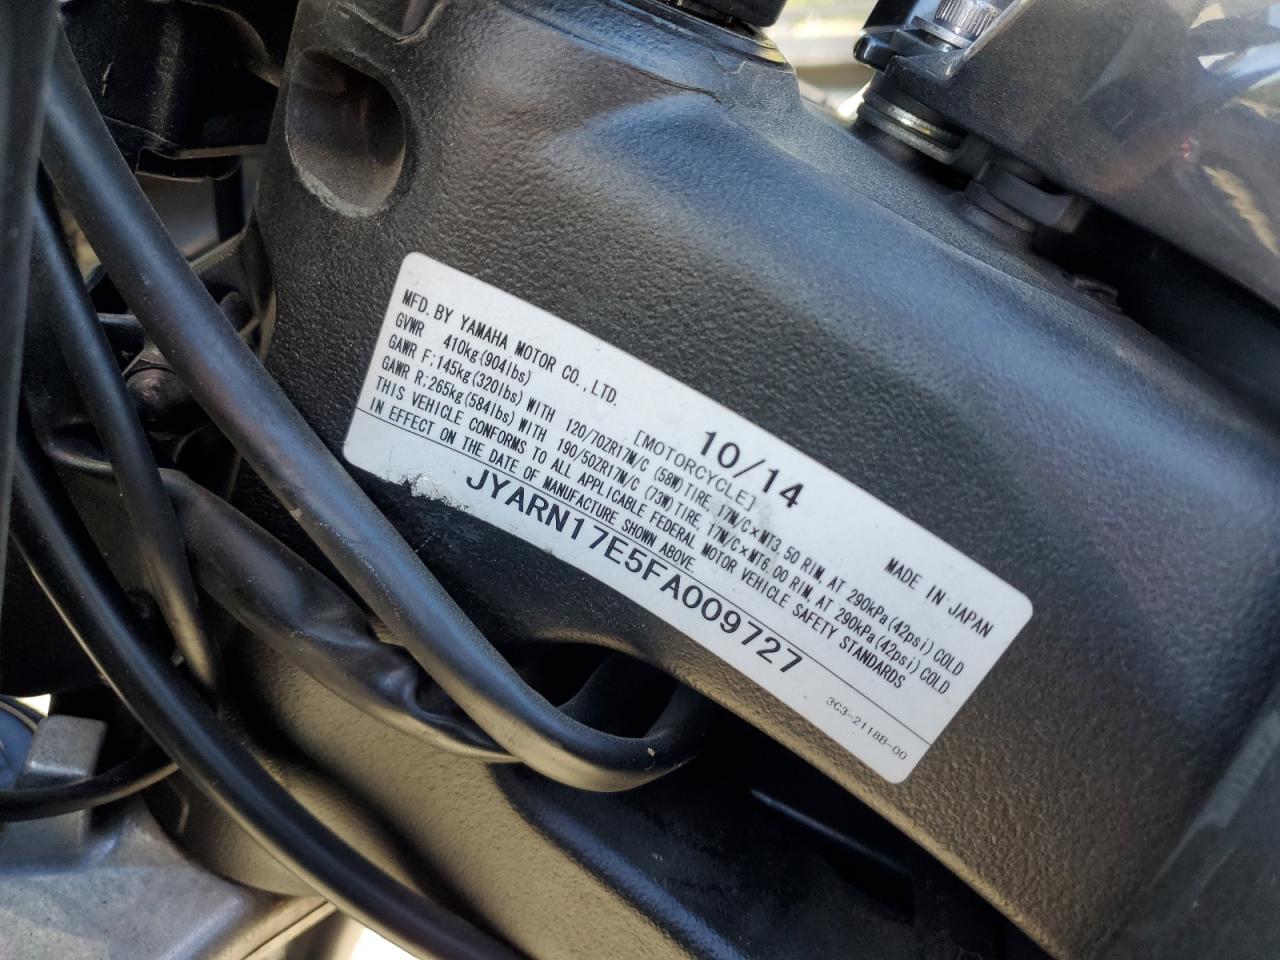 MFD. BY YAMAHA MOTOR CO., LTD.
10/14
MADE IN JAPAN
GVWR 410kg(904lbs)
[MOTORCYCLE]
GAWR F:145kg(320lbs) WITH 120/70ZR17M/C (58W)TIRE, 17M/C×MT3.50 RIM, AT 290kPa(42psi) COLD
GAWR R:265kg(584lbs) WITH 190/50ZR17M/C (73W)TIRE, 17M/C×MT6.00 RIM, AT 290kPa(42psi) COLD
THIS VEHICLE CONFORMS TO ALL APPLICABLE FEDERAL MOTOR VEHICLE SAFETY STANDARDS
IN EFFECT ON THE DATE OF MANUFACTURE SHOWN ABOVE.
JYARN17E5FA009727
3C3-2118B-00